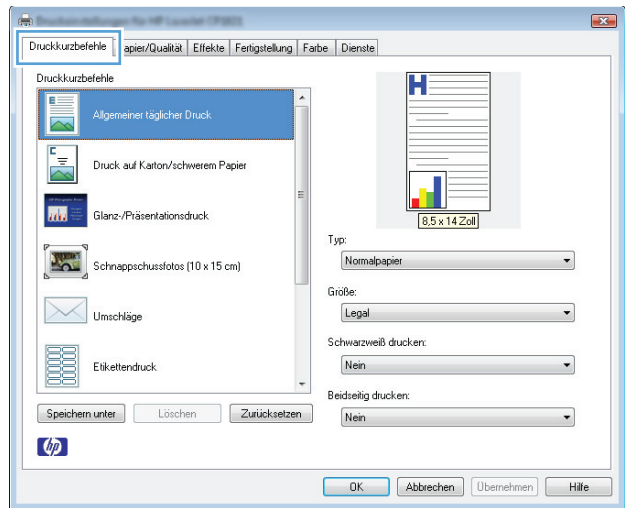 Druckkurzbefehle
Papier/Qualität
Effekte
Fertigstellung
Farbe
Dienste
Druckkurzbefehle
Allgemeiner täglicher Druck
Druck auf Karton/schwerem Papier
Glanz-/Präsentationsdruck
Schnappschussfotos (10 x 15 cm)
Umschläge
Etikettendruck
Speichern unter
Löschen
Zurücksetzen
H
8,5 x 14 Zoll
Typ:
Normalpapier
Größe:
Legal
Schwarzweiß drucken:
Nein
Beidseitig drucken:
Nein
hp
OK
Abbrechen
Übernehmen
Hilfe